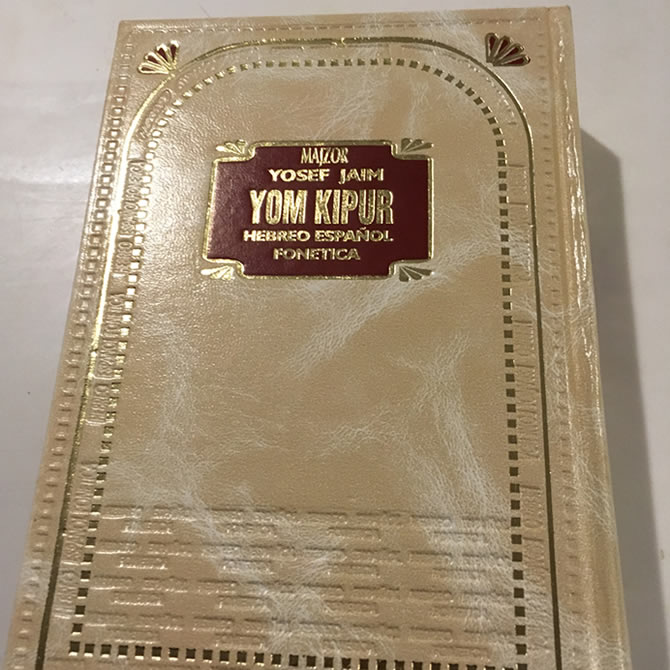 MAJZOR
YOSEF JAIM
YOM KIPUR
HEBREO ESPAÑOL
FONETICA